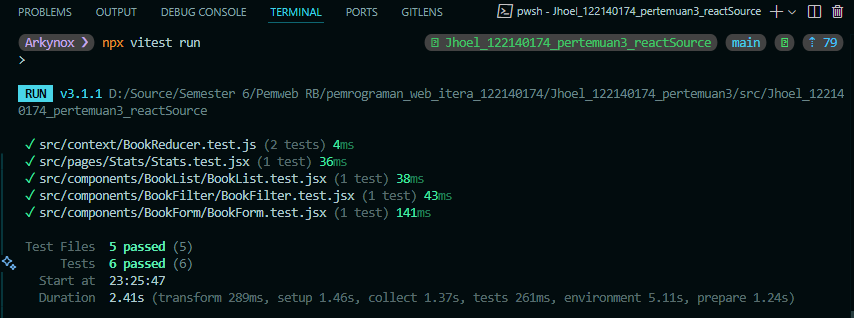 PROBLEMS OUTPUT DEBUG CONSOLE TERMINAL PORTS GITLENS pwsh - Jhoel_122140174_pertemuan3_reactSource
Arkynox ❯ npx vitest run Jhoel_122140174_pertemuan3_reactSource main ⇡ 79
❯
RUN v3.1.1 D:/Source/Semester 6/Pemweb RB/pemrograman_web_itera_122140174/Jhoel_122140174_pertemuan3/src/Jhoel_12214
0174_pertemuan3_reactSource
✓ src/context/BookReducer.test.js (2 tests) 4ms
✓ src/pages/Stats/Stats.test.jsx (1 test) 36ms
✓ src/components/BookList/BookList.test.jsx (1 test) 38ms
✓ src/components/BookFilter/BookFilter.test.jsx (1 test) 43ms
✓ src/components/BookForm/BookForm.test.jsx (1 test) 141ms
Test Files 5 passed (5)
Tests 6 passed (6)
Start at 23:25:47
Duration 2.41s (transform 289ms, setup 1.46s, collect 1.37s, tests 261ms, environment 5.11s, prepare 1.24s)